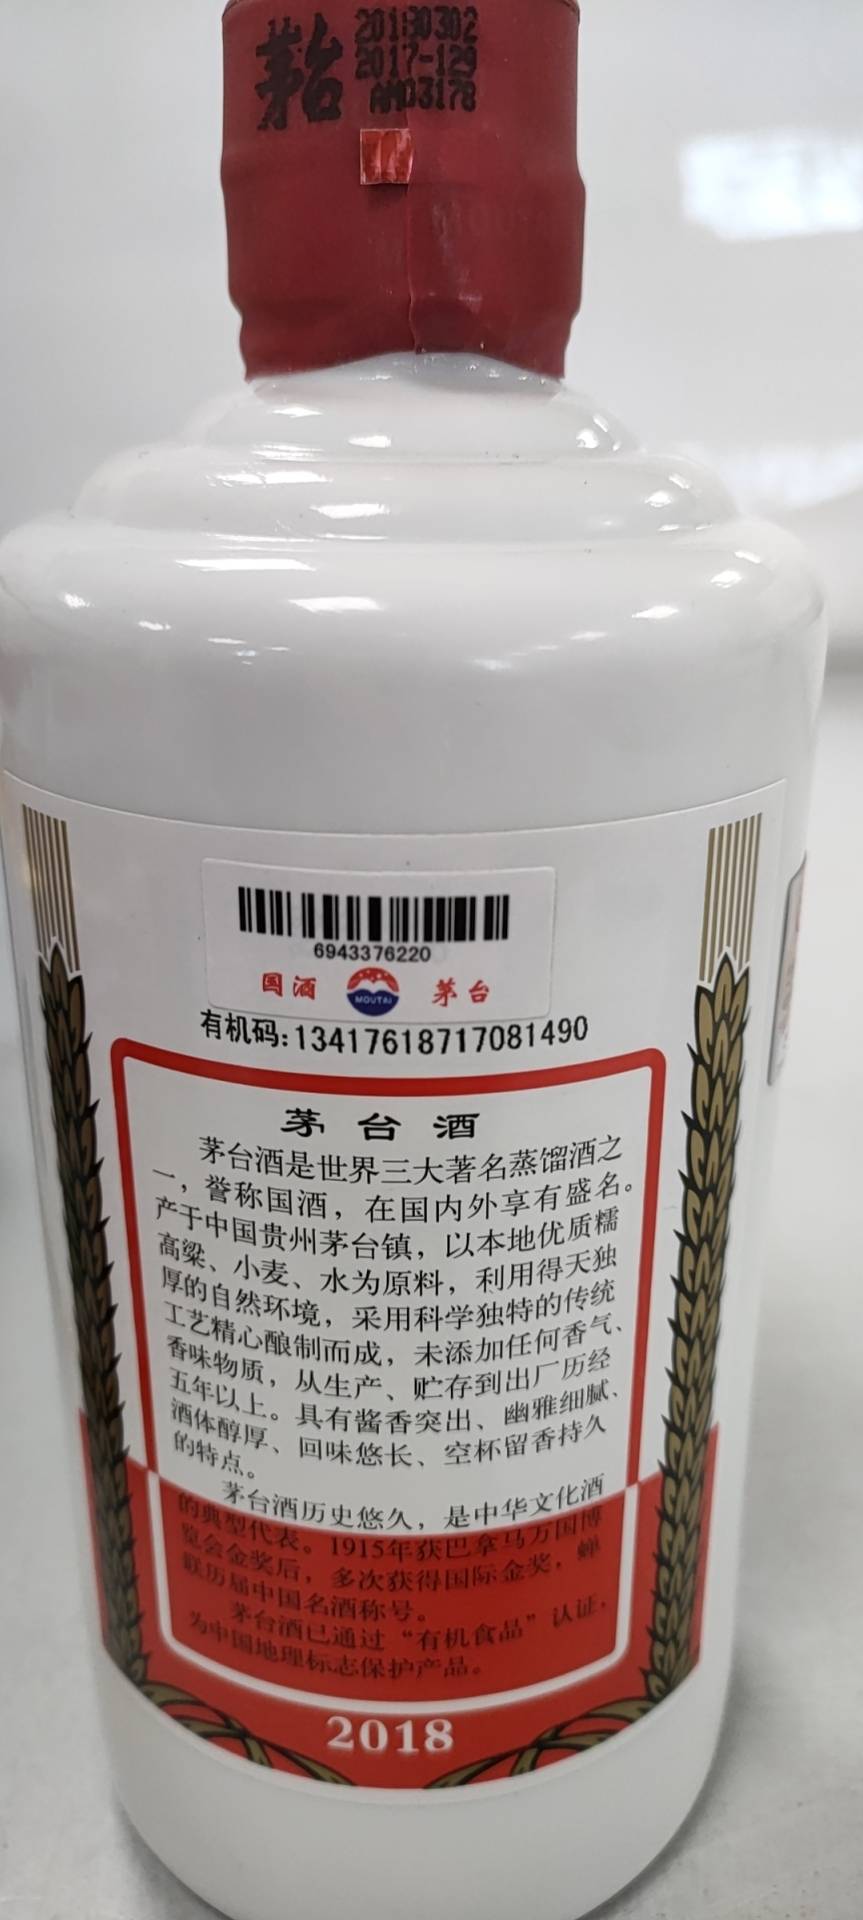 茅台
20180302
2017-129
AM03178
6943376220
国酒
MOUTAI
茅台
有机码:13417618717081490
茅台酒
茅台酒是世界三大著名蒸馏酒之
一，誉称国酒，在国内外享有盛名。
产于中国贵州茅台镇，以本地优质糯
高粱、小麦、水为原料，利用得天独
厚的自然环境，采用科学独特的传统
工艺精心酿制而成，未添加任何香气、
香味物质，从生产、贮存到出厂历经
五年以上。具有酱香突出、幽雅细腻、
酒体醇厚、回味悠长、空杯留香持久
的特点。
茅台酒历史悠久，是中华文化酒
的典型代表。1915年获巴拿马万国博
览会金奖后，多次获得国际金奖，蝉
联历届中国名酒称号。
茅台酒已通过“有机食品”认证，
为中国地理标志保护产品。
2018